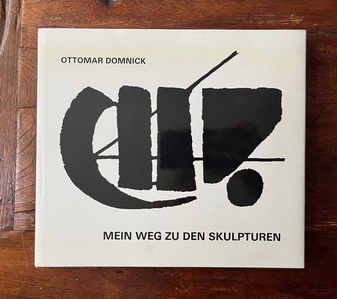 OTTOMAR DOMNICK
MEIN WEG ZU DEN SKULPTUREN